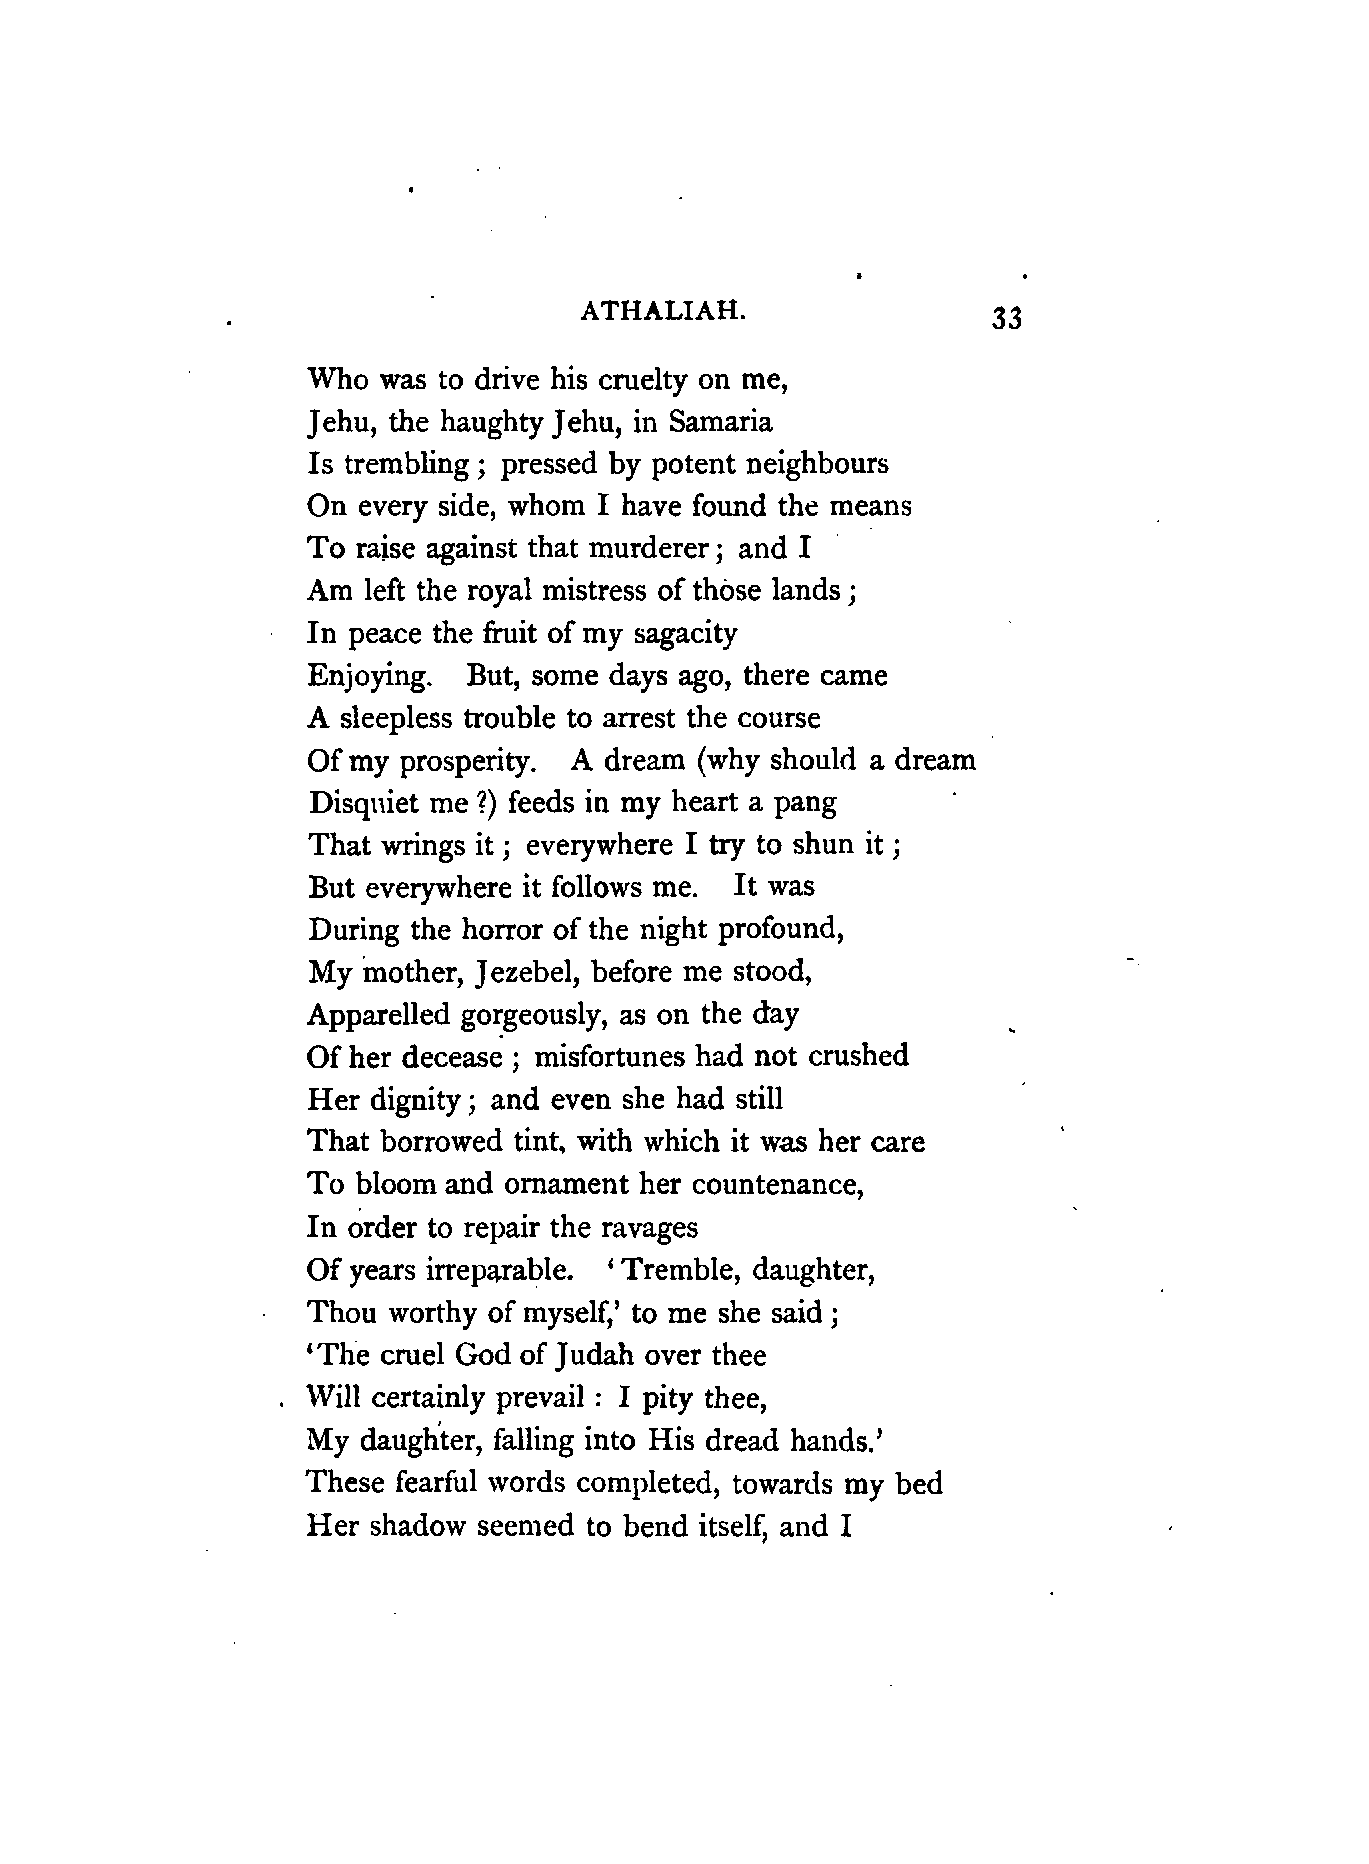 ATHALIAH. 33
Who was to drive his cruelty on me,
Jehu, the haughty Jehu, in Samaria
Is trembling ; pressed by potent neighbours
On every side, whom I have found the means
To raise against that murderer ; and I
Am left the royal mistress of those lands ;
In peace the fruit of my sagacity
Enjoying. But, some days ago, there came
A sleepless trouble to arrest the course
Of my prosperity. A dream (why should a dream
Disquiet me ?) feeds in my heart a pang
That wrings it ; everywhere I try to shun it ;
But everywhere it follows me. It was
During the horror of the night profound,
My mother, Jezebel, before me stood,
Apparelled gorgeously, as on the day
Of her decease ; misfortunes had not crushed
Her dignity ; and even she had still
That borrowed tint, with which it was her care
To bloom and ornament her countenance,
In order to repair the ravages
Of years irreparable. ‘ Tremble, daughter,
Thou worthy of myself,’ to me she said ;
‘The cruel God of Judah over thee
Will certainly prevail : I pity thee,
My daughter, falling into His dread hands.’
These fearful words completed, towards my bed
Her shadow seemed to bend itself, and I